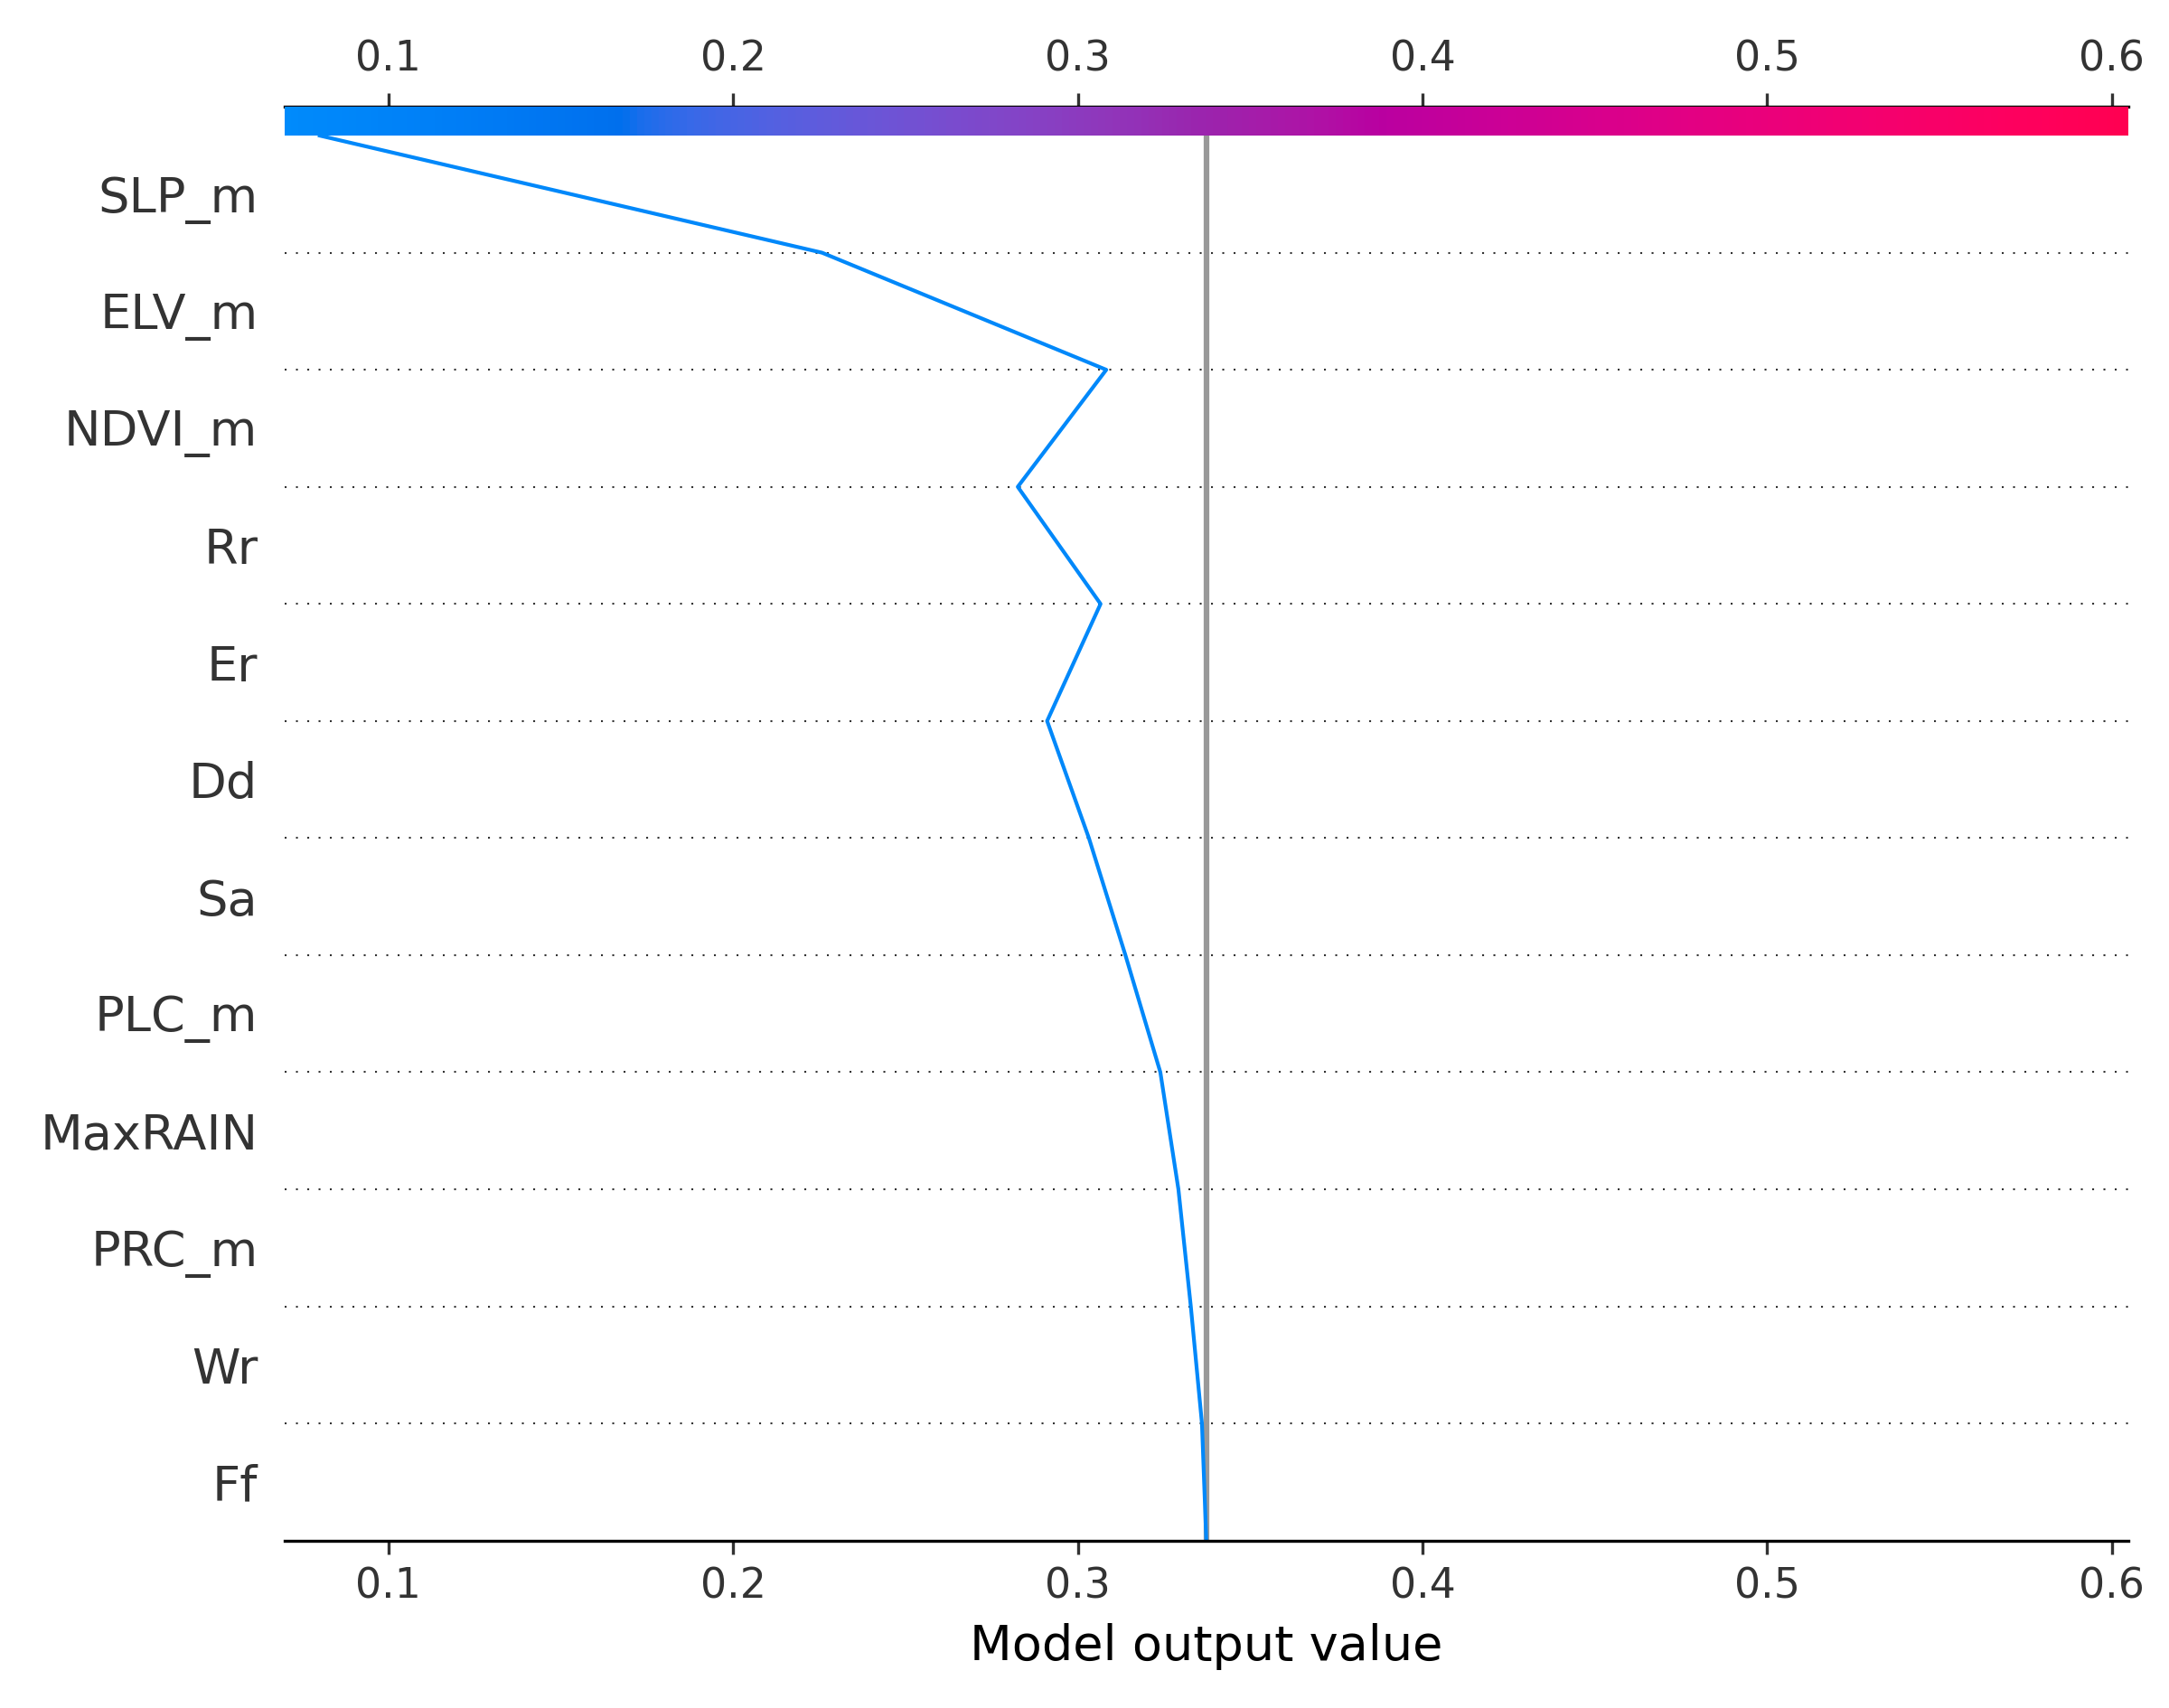 0.1 0.2 0.3 0.4 0.5 0.6
SLP_m
ELV_m
NDVI_m
Rr
Er
Dd
Sa
PLC_m
MaxRAIN
PRC_m
Wr
Ff
0.1 0.2 0.3 0.4 0.5 0.6
Model output value